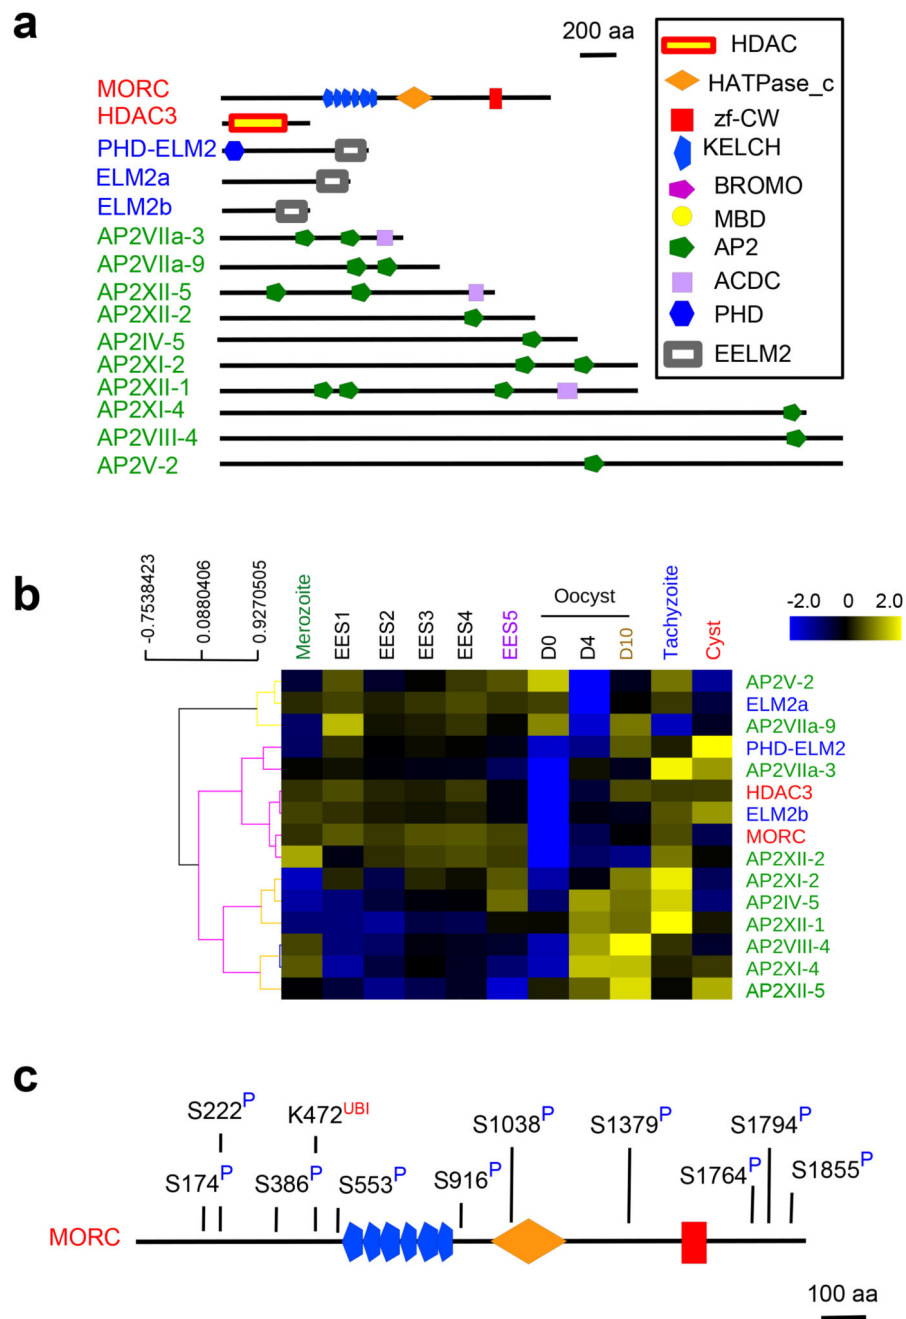 a
200 aa
MORC
HDAC3
PHD-ELM2
ELM2a
ELM2b
AP2VIIa-3
AP2VIIa-9
AP2XII-5
AP2XII-2
AP2IV-5
AP2XI-2
AP2XII-1
AP2XI-4
AP2VIII-4
AP2V-2
HDAC
HATPase_c
zf-CW
KELCH
BROMO
MBD
AP2
ACDC
PHD
EELM2
b
-0.7538423
0.0880406
0.9270505
Merozoite
EES1
EES2
EES3
EES4
EES5
Oocyst
D0
D4
D10
Tachyzoite
Cyst
-2.0 0 2.0
AP2V-2
ELM2a
AP2VIIa-9
PHD-ELM2
AP2VIIa-3
HDAC3
ELM2b
MORC
AP2XII-2
AP2XI-2
AP2IV-5
AP2XII-1
AP2VIII-4
AP2XI-4
AP2XII-5
c
S222P K472UBI S1038P S1379P S1794P
S174P S386P S553P S916P S1764P S1855P
MORC
100 aa